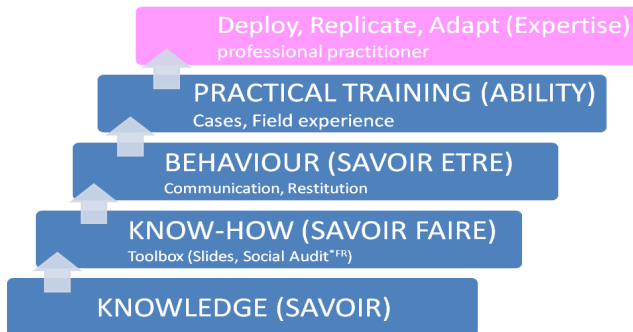 Deploy, Replicate, Adapt (Expertise)
professional practitioner
PRACTICAL TRAINING (ABILITY)
Cases, Field experience
BEHAVIOUR (SAVOIR ETRE)
Communication, Restitution
KNOW-HOW (SAVOIR FAIRE)
Toolbox (Slides, Social Audit*FR)
KNOWLEDGE (SAVOIR)